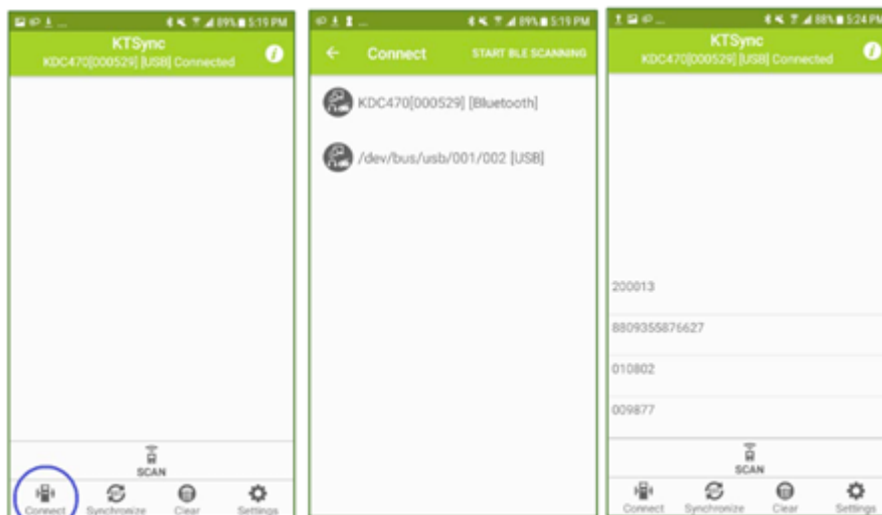 89% 5:19 PM
KTSync
KDC470[000529] [USB] Connected
SCAN
Connect
Synchronize
Clear
Settings
89% 5:19 PM
Connect
START BLE SCANNING
KDC470[000529] [Bluetooth]
/dev/bus/usb/001/002 [USB]
88% 5:24 PM
KTSync
KDC470[000529] [USB] Connected
200013
8809355876627
010802
009877
SCAN
Connect
Synchronize
Clear
Settings